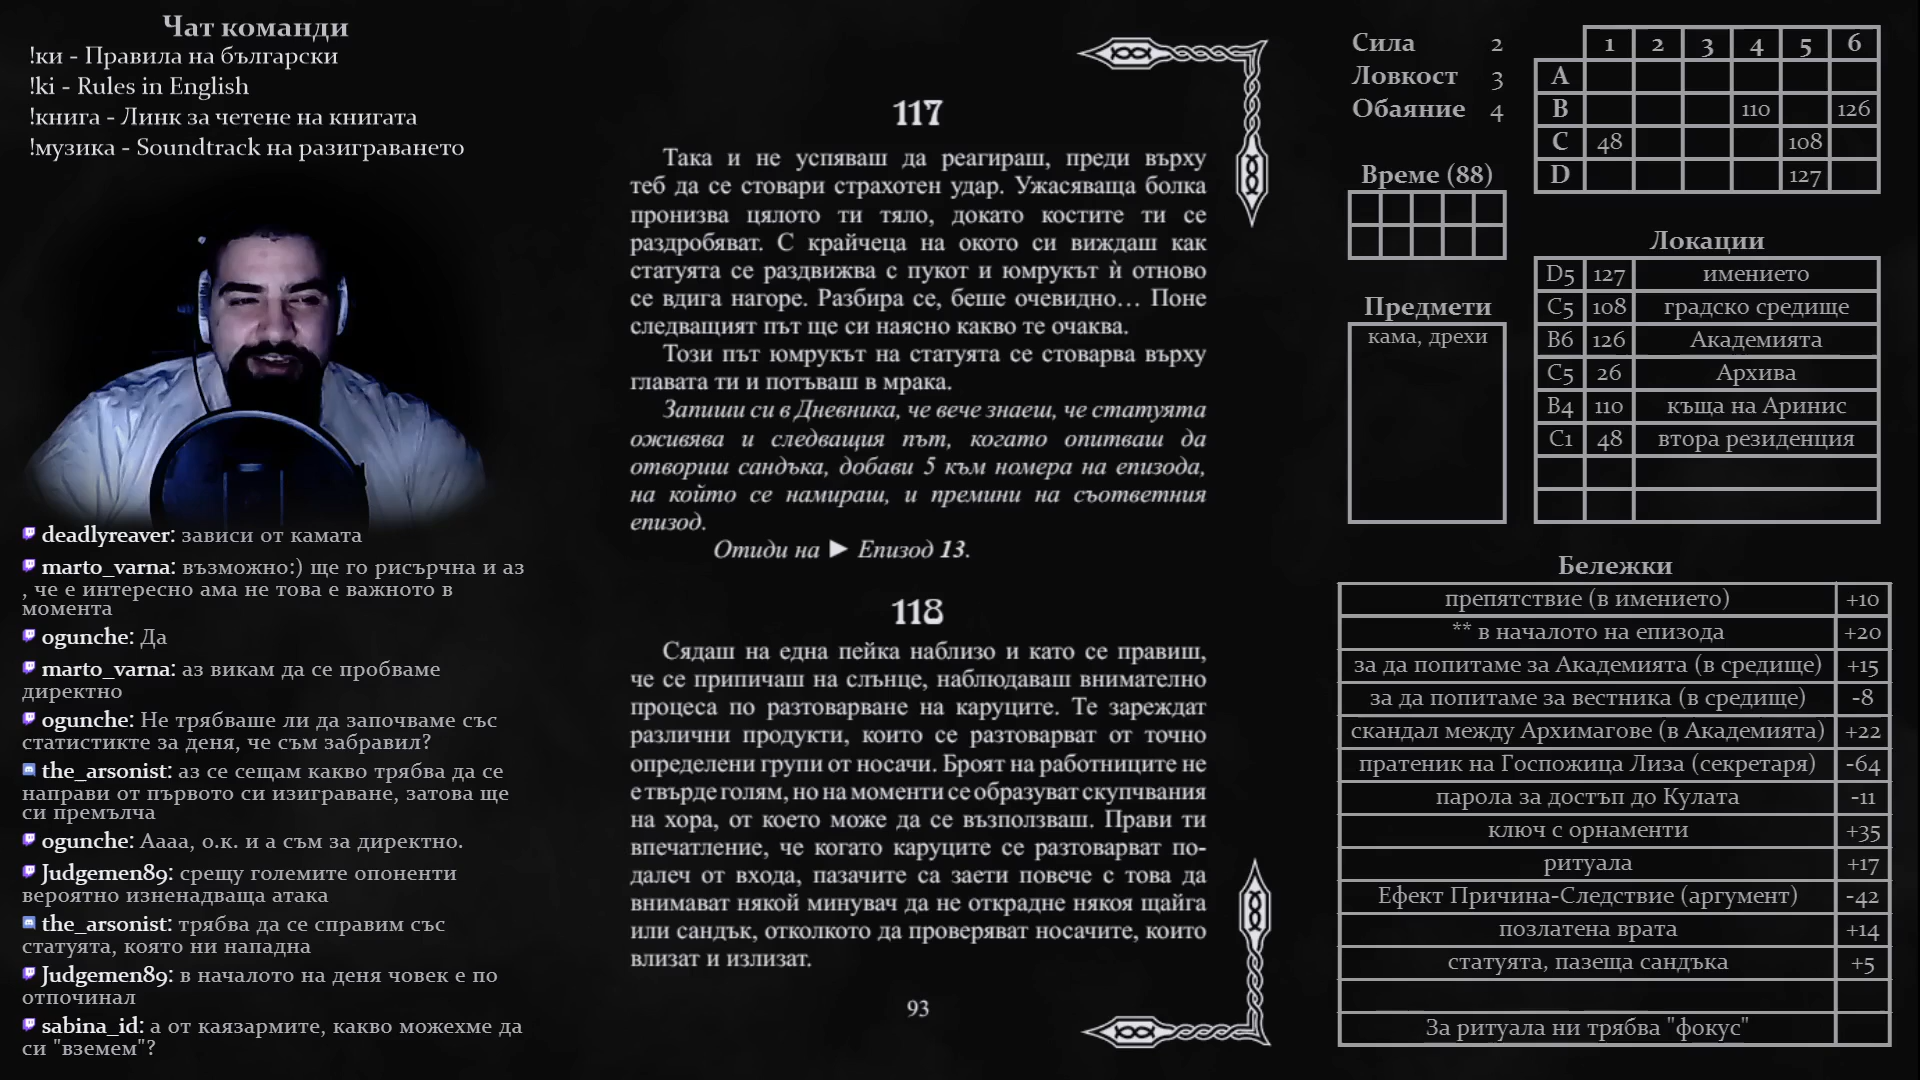 Чат команди
!ки - Правила на български
!ki - Rules in English
!книга - Линк за четене на книгата
!музика - Soundtrack на разиграването
deadlyreaver: зависи от камата
marto_varna: възможно:) ще го рисърчна и аз
, че е интересно ама не това е важното в
момента
ogunche: Да
marto_varna: аз викам да се пробваме
директно
ogunche: Не трябваше ли да започваме със
статистикте за деня, че съм забравил?
the_arsonist: аз се сещам какво трябва да се
направи от първото си изиграване, затова ще
си премълча
ogunche: Аааа, о.к. и а съм за директно.
Judgemen89: срещу големите опоненти
вероятно изненадваща атака
the_arsonist: трябва да се справим със
статуята, която ни нападна
Judgemen89: в началото на деня човек е по
отпочинал
sabina_id: а от каязармите, какво можехме да
си "вземем"?
117
Така и не успяваш да реагираш, преди върху
теб да се стовари страхотен удар. Ужасяваща болка
пронизва цялото ти тяло, докато костите ти се
раздробяват. С крайчеца на окото си виждаш как
статуята се раздвижва с пукот и юмрукът ѝ отново
се вдига нагоре. Разбира се, беше очевидно… Поне
следващият път ще си наясно какво те очаква.
Този път юмрукът на статуята се стоварва върху
главата ти и потъваш в мрака.
Запиши си в Дневника, че вече знаеш, че статуята
оживява и следващия път, когато опитваш да
отвориш сандъка, добави 5 към номера на епизода,
на който се намираш, и премини на съответния
епизод.
Отиди на ► Епизод 13.
118
Сядаш на една пейка наблизо и като се правиш,
че се припичаш на слънце, наблюдаваш внимателно
процеса по разтоварване на каруците. Те зареждат
различни продукти, които се разтоварват от точно
определени групи от носачи. Броят на работниците не
е твърде голям, но на моменти се образуват скупчвания
на хора, от което може да се възползваш. Прави ти
впечатление, че когато каруците се разтоварват по-
далеч от входа, пазачите са заети повече с това да
внимават някой минувач да не открадне някоя щайга
или сандък, отколкото да проверяват носачите, които
влизат и излизат.
93
Сила 2
Ловкост 3
Обаяние 4
Време (88)
Предмети
кама, дрехи
1 2 3 4 5 6
A
B 110 126
C 48 108
D 127
Локации
D5 127 имението
C5 108 градско средище
B6 126 Академията
C5 26 Архива
B4 110 къща на Аринис
C1 48 втора резиденция
Бележки
препятствие (в имението) +10
** в началото на епизода +20
за да попитаме за Академията (в средище) +15
за да попитаме за вестника (в средище) -8
скандал между Архимагове (в Академията) +22
пратеник на Госпожица Лиза (секретаря) -64
парола за достъп до Кулата -11
ключ с орнаменти +35
ритуала +17
Ефект Причина-Следствие (аргумент) -42
позлатена врата +14
статуята, пазеща сандъка +5
За ритуала ни трябва "фокус"